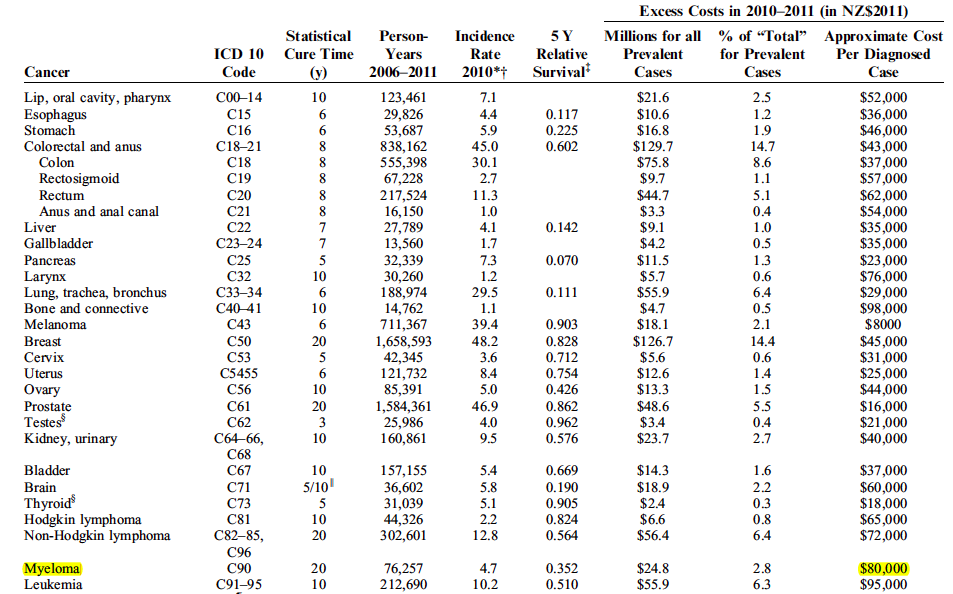 Excess Costs in 2010–2011 (in NZ$2011)
Statistical Person- Incidence 5 Y Millions for all % of “Total” Approximate Cost
ICD 10 Cure Time Years Rate Relative Prevalent for Prevalent Per Diagnosed
Cancer Code (y) 2006–2011 2010*† Survival‡ Cases Cases Case
Lip, oral cavity, pharynx C00–14 10 123,461 7.1 $21.6 2.5 $52,000
Esophagus C15 6 29,826 4.4 0.117 $10.6 1.2 $36,000
Stomach C16 6 53,687 5.9 0.225 $16.8 1.9 $46,000
Colorectal and anus C18–21 8 838,162 45.0 0.602 $129.7 14.7 $43,000
Colon C18 8 555,398 30.1 $75.8 8.6 $37,000
Rectosigmoid C19 8 67,228 2.7 $9.7 1.1 $57,000
Rectum C20 8 217,524 11.3 $44.7 5.1 $62,000
Anus and anal canal C21 8 16,150 1.0 $3.3 0.4 $54,000
Liver C22 7 27,789 4.1 0.142 $9.1 1.0 $35,000
Gallbladder C23–24 7 13,560 1.7 $4.2 0.5 $35,000
Pancreas C25 5 32,339 7.3 0.070 $11.5 1.3 $23,000
Larynx C32 10 30,260 1.2 $5.7 0.6 $76,000
Lung, trachea, bronchus C33–34 6 188,974 29.5 0.111 $55.9 6.4 $29,000
Bone and connective C40–41 10 14,762 1.1 $4.7 0.5 $98,000
Melanoma C43 6 711,367 39.4 0.903 $18.1 2.1 $8000
Breast C50 20 1,658,593 48.2 0.828 $126.7 14.4 $45,000
Cervix C53 5 42,345 3.6 0.712 $5.6 0.6 $31,000
Uterus C5455 6 121,732 8.4 0.754 $12.6 1.4 $25,000
Ovary C56 10 85,391 5.0 0.426 $13.3 1.5 $44,000
Prostate C61 20 1,584,361 46.9 0.862 $48.6 5.5 $16,000
Testes§ C62 3 25,986 4.0 0.962 $3.4 0.4 $21,000
Kidney, urinary C64–66, 10 160,861 9.5 0.576 $23.7 2.7 $40,000
C68
Bladder C67 10 157,155 5.4 0.669 $14.3 1.6 $37,000
Brain C71 5/10‖ 36,602 5.8 0.190 $18.9 2.2 $60,000
Thyroid§ C73 5 31,039 5.1 0.905 $2.4 0.3 $18,000
Hodgkin lymphoma C81 10 44,326 2.2 0.824 $6.6 0.8 $65,000
Non-Hodgkin lymphoma C82–85, 20 302,601 12.8 0.564 $56.4 6.4 $72,000
C96
Myeloma C90 20 76,257 4.7 0.352 $24.8 2.8 $80,000
Leukemia C91–95 10 212,690 10.2 0.510 $55.9 6.3 $95,000